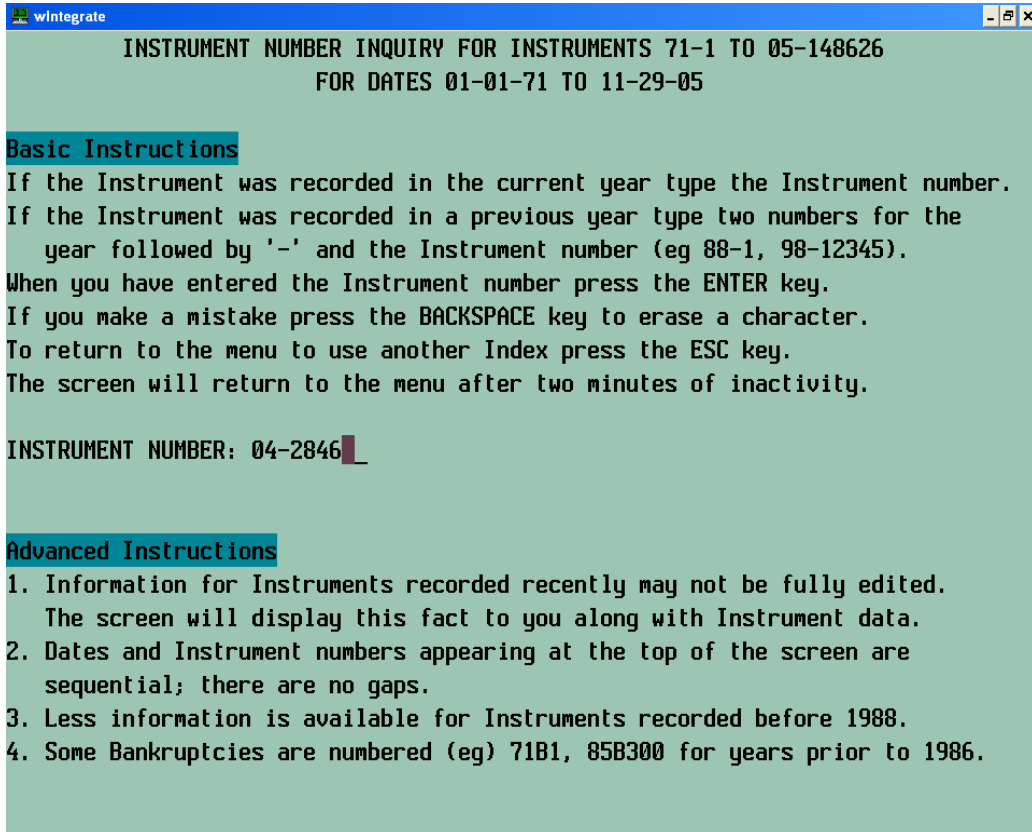 wIntegrate
INSTRUMENT NUMBER INQUIRY FOR INSTRUMENTS 71-1 TO 05-148626
FOR DATES 01-01-71 TO 11-29-05
Basic Instructions
If the Instrument was recorded in the current year type the Instrument number.
If the Instrument was recorded in a previous year type two numbers for the
year followed by '-' and the Instrument number (eg 88-1, 98-12345).
When you have entered the Instrument number press the ENTER key.
If you make a mistake press the BACKSPACE key to erase a character.
To return to the menu to use another Index press the ESC key.
The screen will return to the menu after two minutes of inactivity.
INSTRUMENT NUMBER: 04-2846 _
Advanced Instructions
1. Information for Instruments recorded recently may not be fully edited.
The screen will display this fact to you along with Instrument data.
2. Dates and Instrument numbers appearing at the top of the screen are
sequential; there are no gaps.
3. Less information is available for Instruments recorded before 1988.
4. Some Bankruptcies are numbered (eg) 71B1, 85B300 for years prior to 1986.